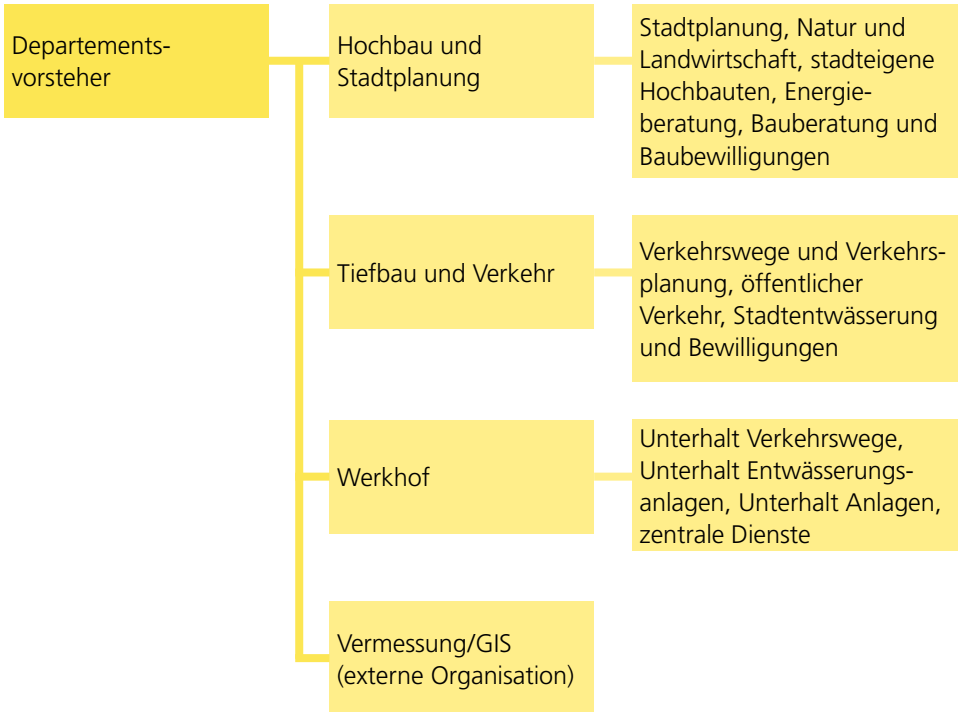 Departements-
vorsteher
Hochbau und
Stadtplanung
Stadtplanung, Natur und
Landwirtschaft, stadteigene
Hochbauten, Energie-
beratung, Bauberatung und
Baubewilligungen
Tiefbau und Verkehr
Verkehrswege und Verkehrs-
planung, öffentlicher
Verkehr, Stadtentwässerung
und Bewilligungen
Werkhof
Unterhalt Verkehrswege,
Unterhalt Entwässerungs-
anlagen, Unterhalt Anlagen,
zentrale Dienste
Vermessung/GIS
(externe Organisation)